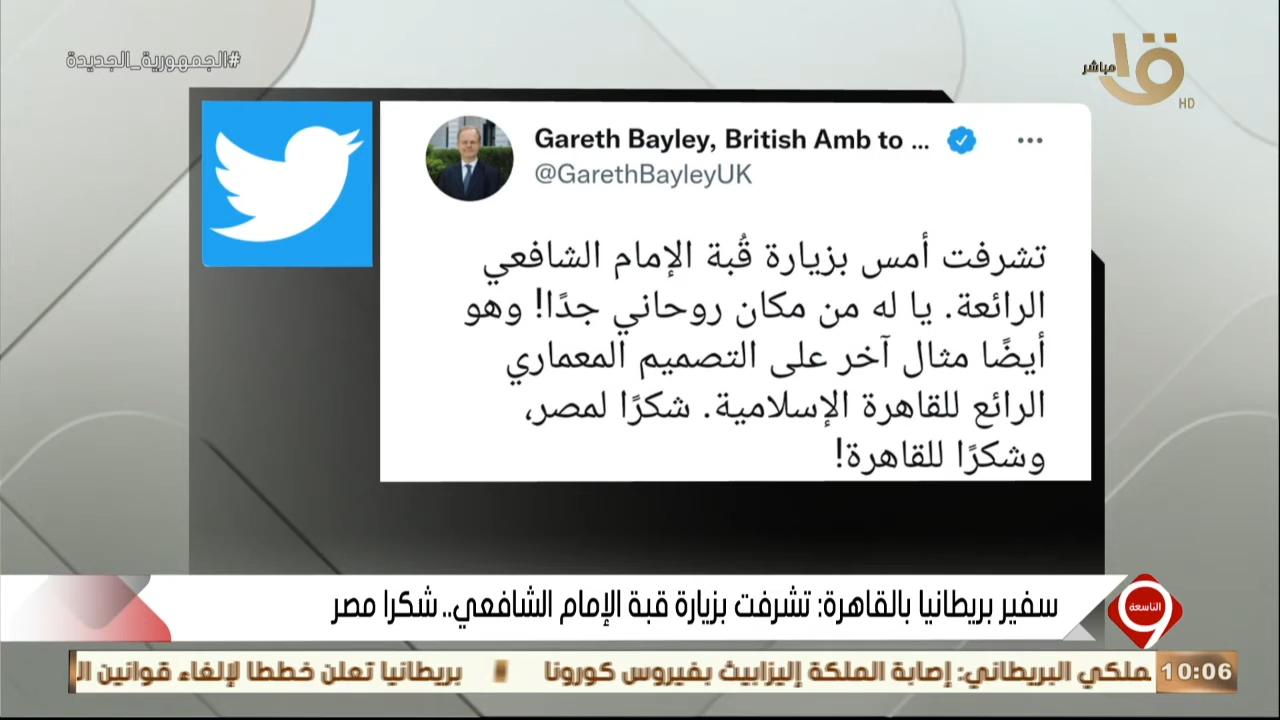 #الجمهورية_الجديدة
مباشر
HD
Gareth Bayley, British Amb to ...
@GarethBayleyUK
تشرفت أمس بزيارة قُبة الإمام الشافعي
الرائعة. يا له من مكان روحاني جدًا! وهو
أيضًا مثال آخر على التصميم المعماري
الرائع للقاهرة الإسلامية. شكرًا لمصر،
وشكرًا للقاهرة!
التاسعة
9
سفير بريطانيا بالقاهرة: تشرفت بزيارة قبة الإمام الشافعي.. شكرا مصر
10:06
ملكي البريطاني: إصابة الملكة إليزابيث بفيروس كورونا بريطانيا تعلن خططا لإلغاء قوانين ال